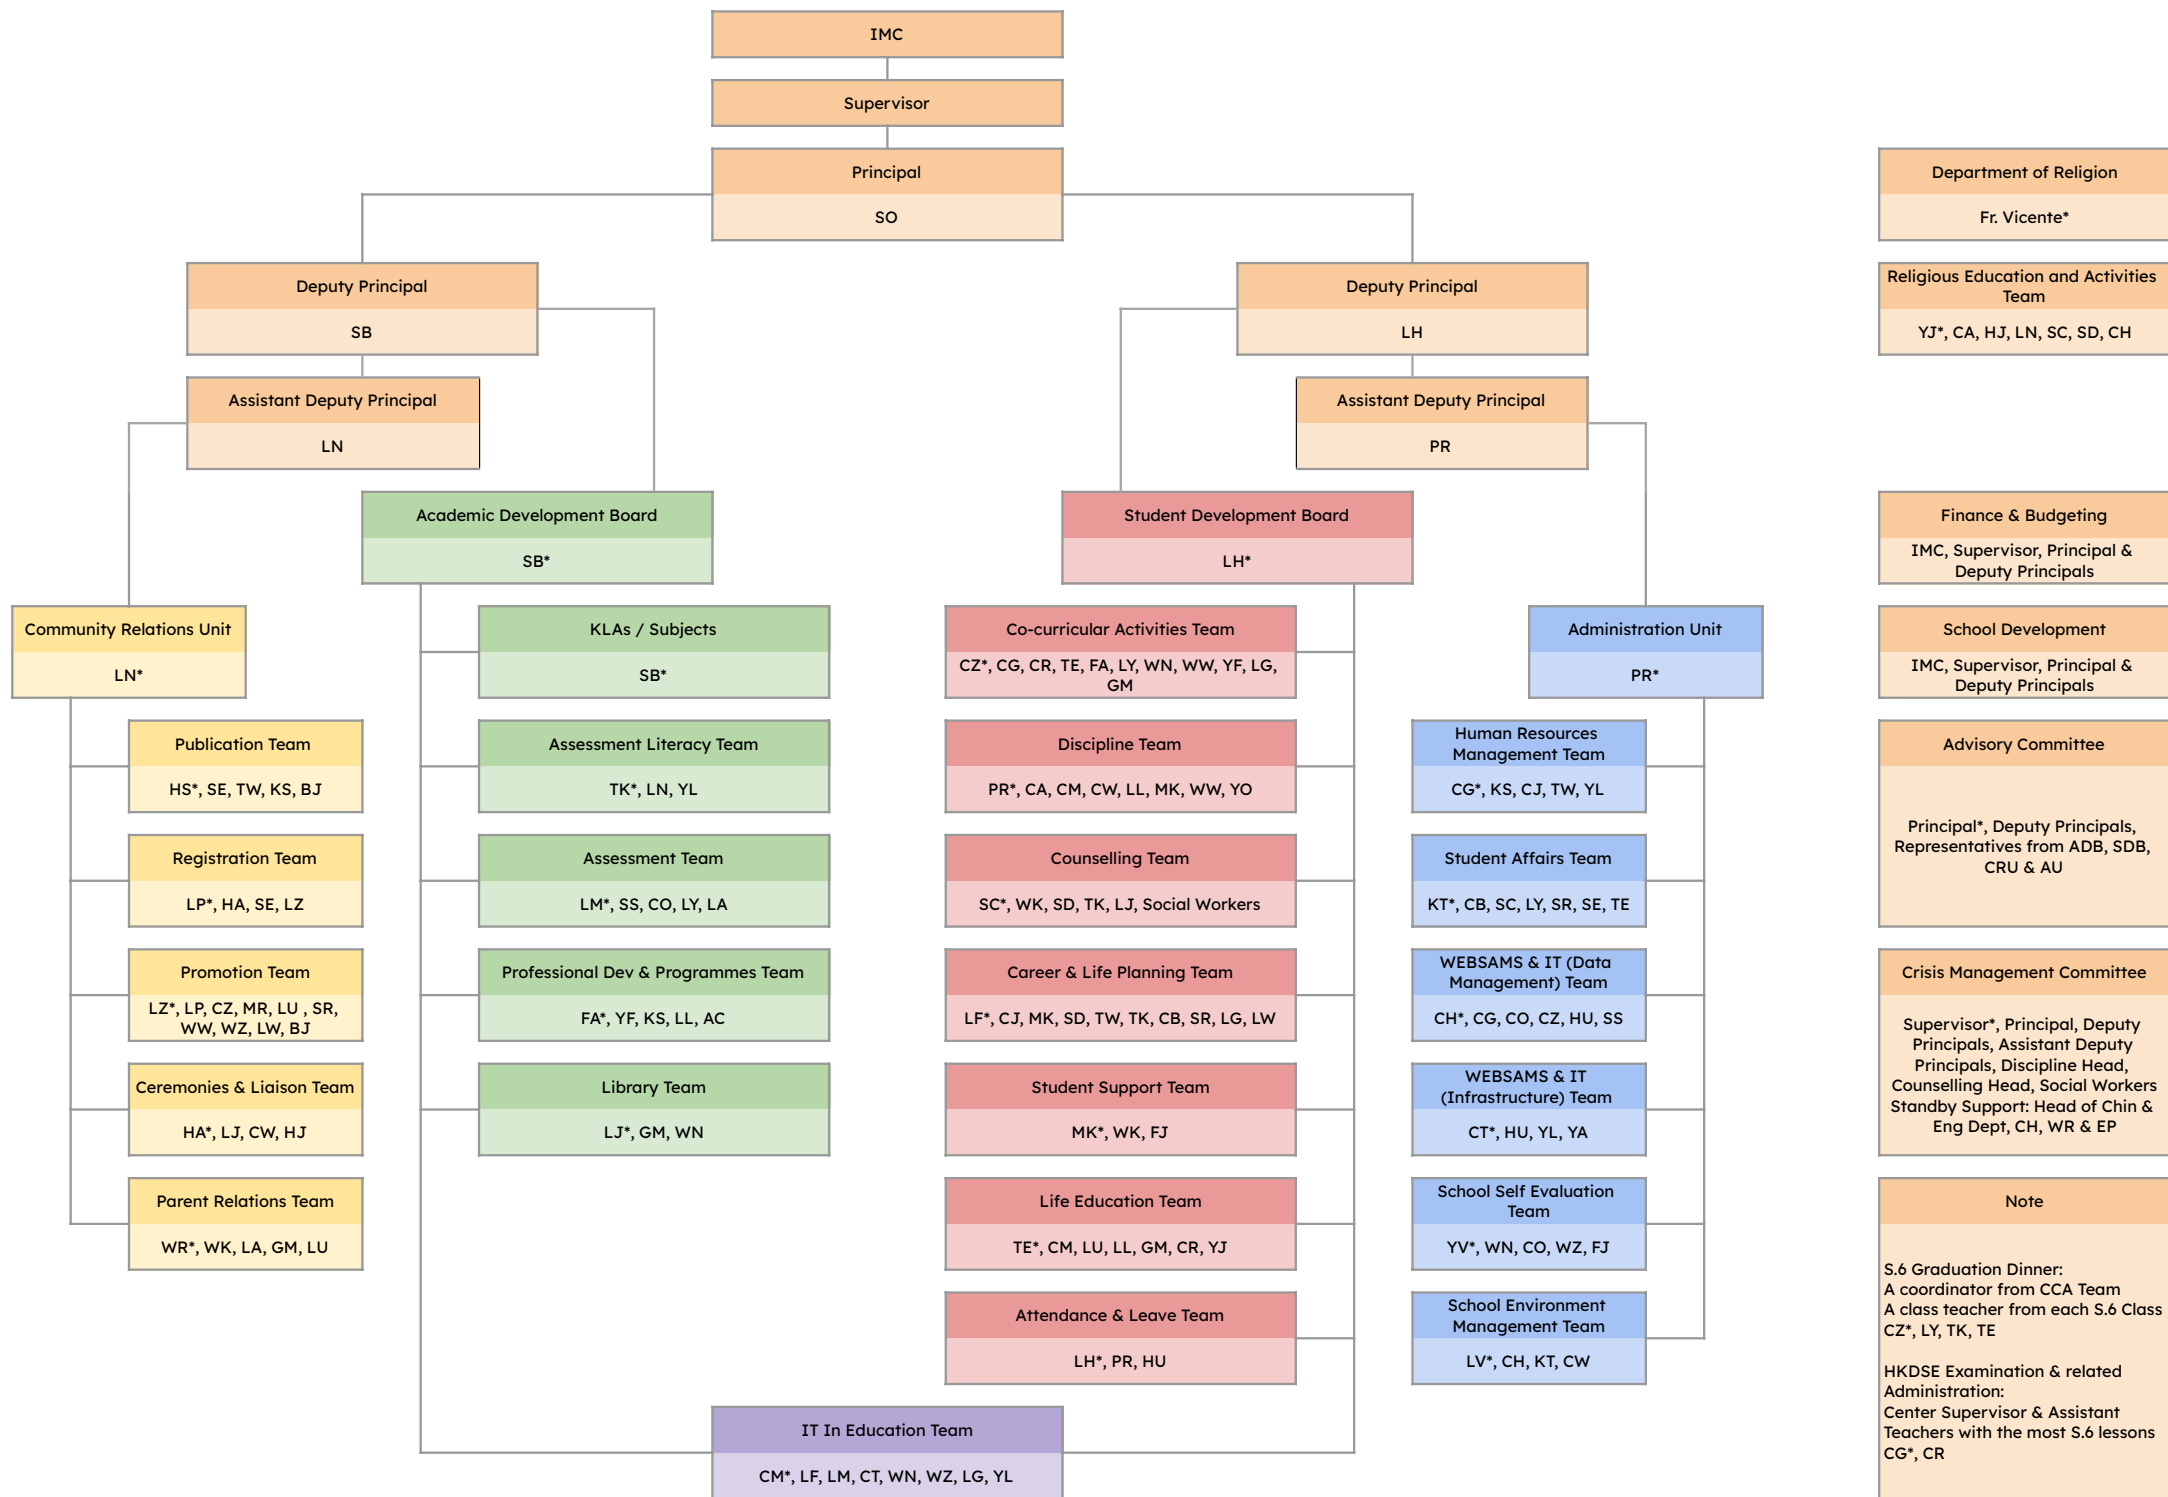 IMC
Supervisor
Principal
SO
Department of Religion
Fr. Vicente*
Deputy Principal
SB
Deputy Principal
LH
Religious Education and Activities
Team
YJ*, CA, HJ, LN, SC, SD, CH
Assistant Deputy Principal
LN
Assistant Deputy Principal
PR
Academic Development Board
SB*
Student Development Board
LH*
Finance & Budgeting
IMC, Supervisor, Principal &
Deputy Principals
Community Relations Unit
LN*
KLAs / Subjects
SB*
Co-curricular Activities Team
CZ*, CG, CR, TE, FA, LY, WN, WW, YF, LG,
GM
Administration Unit
PR*
School Development
IMC, Supervisor, Principal &
Deputy Principals
Publication Team
HS*, SE, TW, KS, BJ
Assessment Literacy Team
TK*, LN, YL
Discipline Team
PR*, CA, CM, CW, LL, MK, WW, YO
Human Resources
Management Team
CG*, KS, CJ, TW, YL
Advisory Committee
Principal*, Deputy Principals,
Representatives from ADB, SDB,
CRU & AU
Registration Team
LP*, HA, SE, LZ
Assessment Team
LM*, SS, CO, LY, LA
Counselling Team
SC*, WK, SD, TK, LJ, Social Workers
Student Affairs Team
KT*, CB, SC, LY, SR, SE, TE
Promotion Team
LZ*, LP, CZ, MR, LU , SR,
WW, WZ, LW, BJ
Professional Dev & Programmes Team
FA*, YF, KS, LL, AC
Career & Life Planning Team
LF*, CJ, MK, SD, TW, TK, CB, SR, LG, LW
WEBSAMS & IT (Data
Management) Team
CH*, CG, CO, CZ, HU, SS
Crisis Management Committee
Supervisor*, Principal, Deputy
Principals, Assistant Deputy
Principals, Discipline Head,
Counselling Head, Social Workers
Standby Support: Head of Chin &
Eng Dept, CH, WR & EP
Ceremonies & Liaison Team
HA*, LJ, CW, HJ
Library Team
LJ*, GM, WN
Student Support Team
MK*, WK, FJ
WEBSAMS & IT
(Infrastructure) Team
CT*, HU, YL, YA
Parent Relations Team
WR*, WK, LA, GM, LU
Life Education Team
TE*, CM, LU, LL, GM, CR, YJ
School Self Evaluation
Team
YV*, WN, CO, WZ, FJ
Note
S.6 Graduation Dinner:
A coordinator from CCA Team
A class teacher from each S.6 Class
CZ*, LY, TK, TE
HKDSE Examination & related
Administration:
Center Supervisor & Assistant
Teachers with the most S.6 lessons
CG*, CR
Attendance & Leave Team
LH*, PR, HU
School Environment
Management Team
LV*, CH, KT, CW
IT In Education Team
CM*, LF, LM, CT, WN, WZ, LG, YL